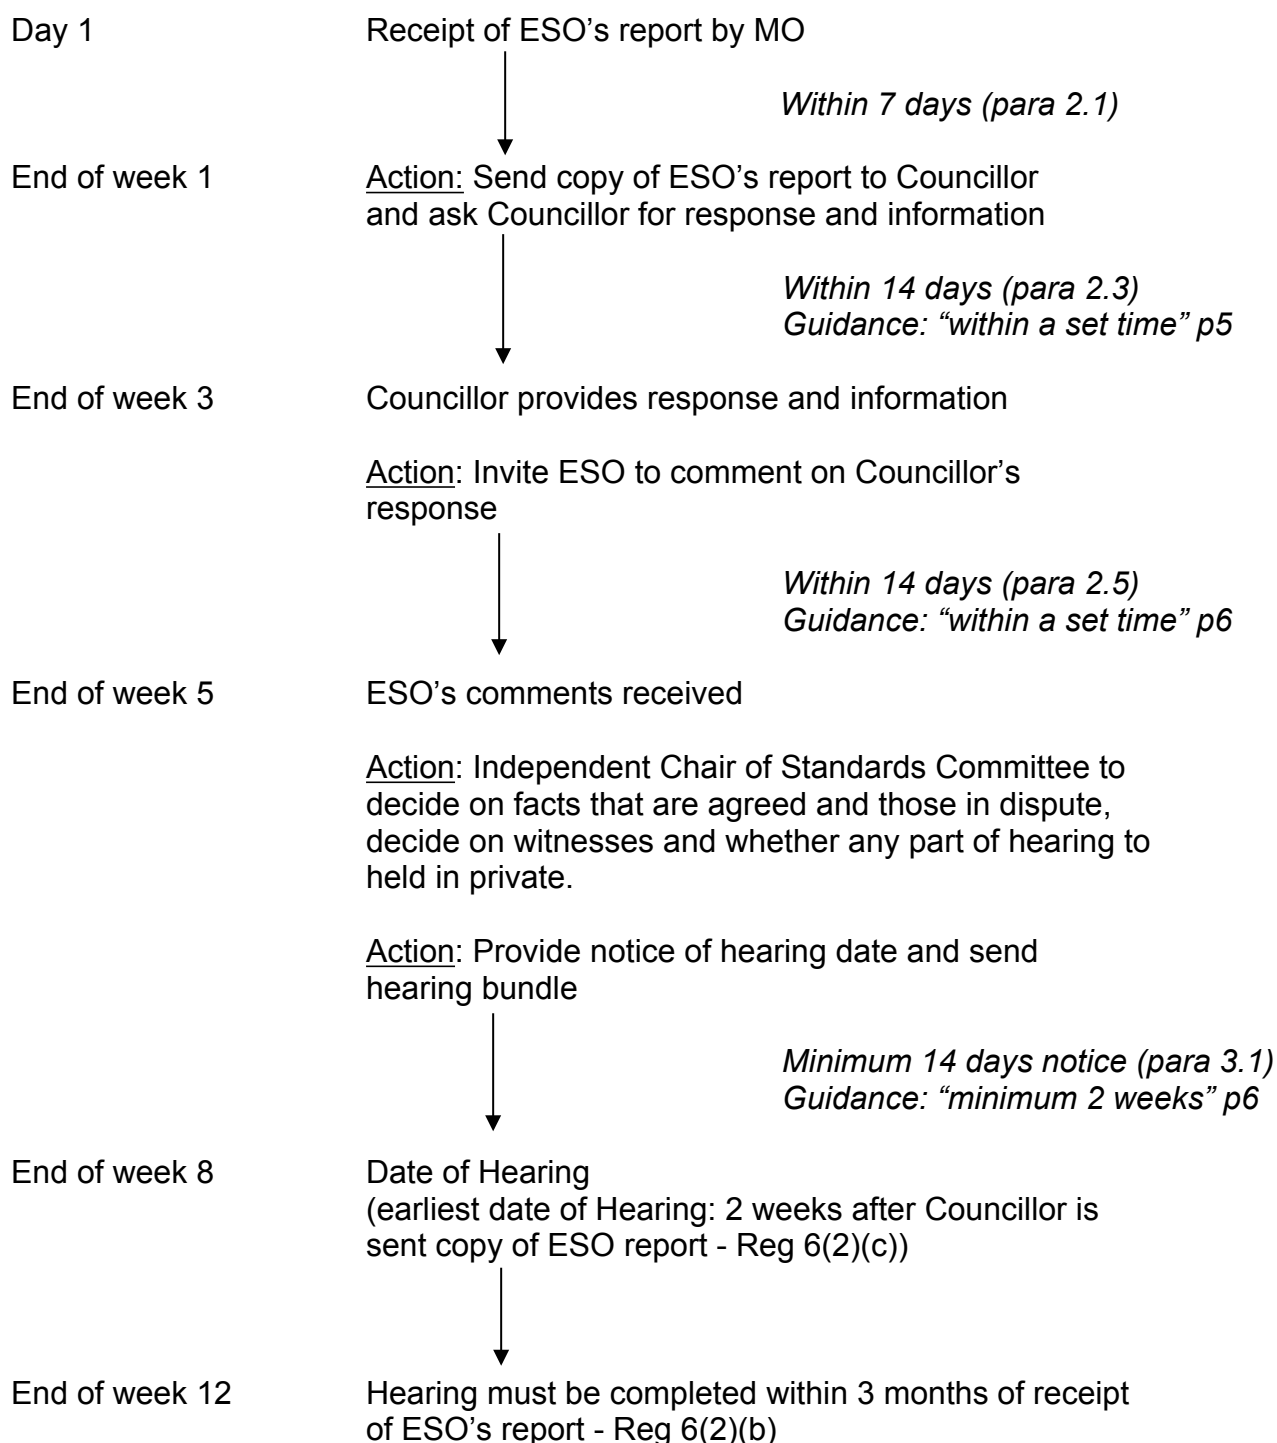 Day 1 Receipt of ESO’s report by MO
Within 7 days (para 2.1)
End of week 1 Action: Send copy of ESO’s report to Councillor
and ask Councillor for response and information
Within 14 days (para 2.3)
Guidance: “within a set time” p5
End of week 3 Councillor provides response and information
Action: Invite ESO to comment on Councillor’s
response
Within 14 days (para 2.5)
Guidance: “within a set time” p6
End of week 5 ESO’s comments received
Action: Independent Chair of Standards Committee to
decide on facts that are agreed and those in dispute,
decide on witnesses and whether any part of hearing to
held in private.
Action: Provide notice of hearing date and send
hearing bundle
Minimum 14 days notice (para 3.1)
Guidance: “minimum 2 weeks” p6
End of week 8 Date of Hearing
(earliest date of Hearing: 2 weeks after Councillor is
sent copy of ESO report - Reg 6(2)(c))
End of week 12 Hearing must be completed within 3 months of receipt
of ESO’s report - Reg 6(2)(b)